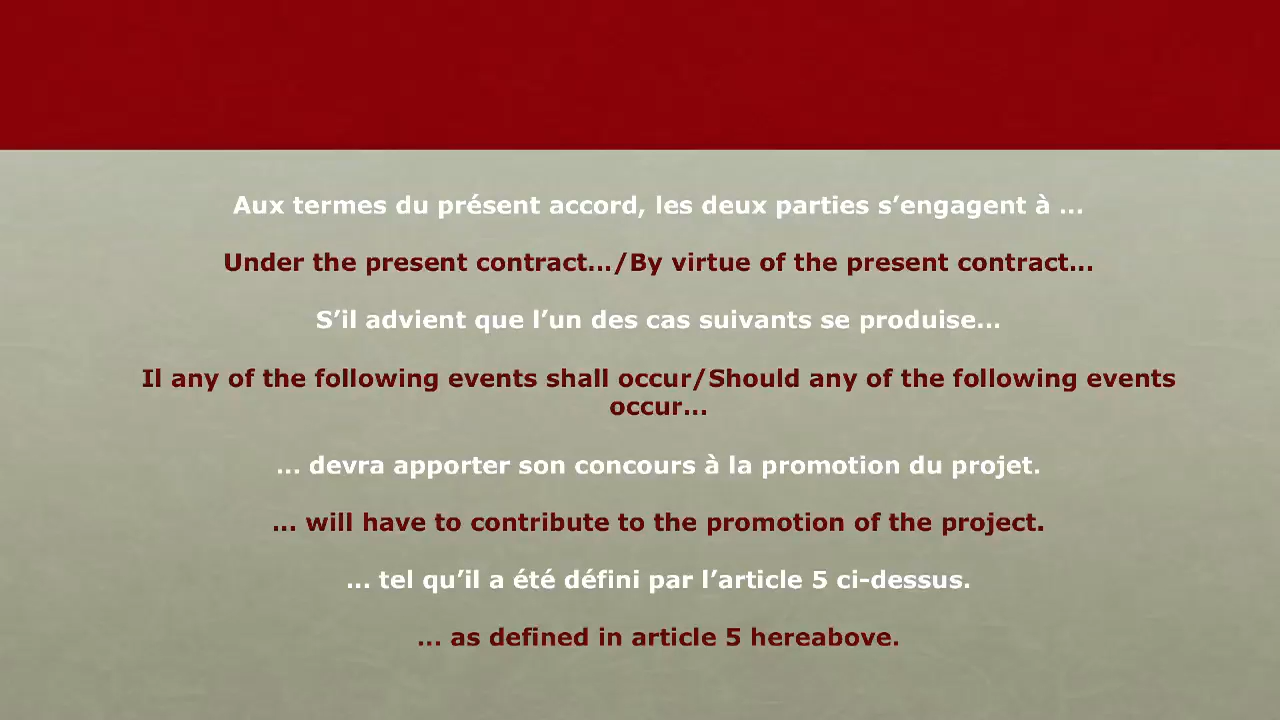 Aux termes du présent accord, les deux parties s’engagent à ...
Under the present contract.../By virtue of the present contract...
S’il advient que l’un des cas suivants se produise...
Il any of the following events shall occur/Should any of the following events
occur...
... devra apporter son concours à la promotion du projet.
... will have to contribute to the promotion of the project.
... tel qu’il a été défini par l’article 5 ci-dessus.
... as defined in article 5 hereabove.